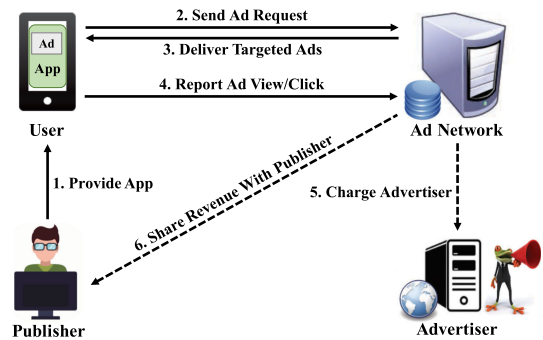 2. Send Ad Request
Ad
App
3. Deliver Targeted Ads
4. Report Ad View/Click
User
Ad Network
1. Provide App
6. Share Revenue With Publisher
5. Charge Advertiser
Publisher
Advertiser